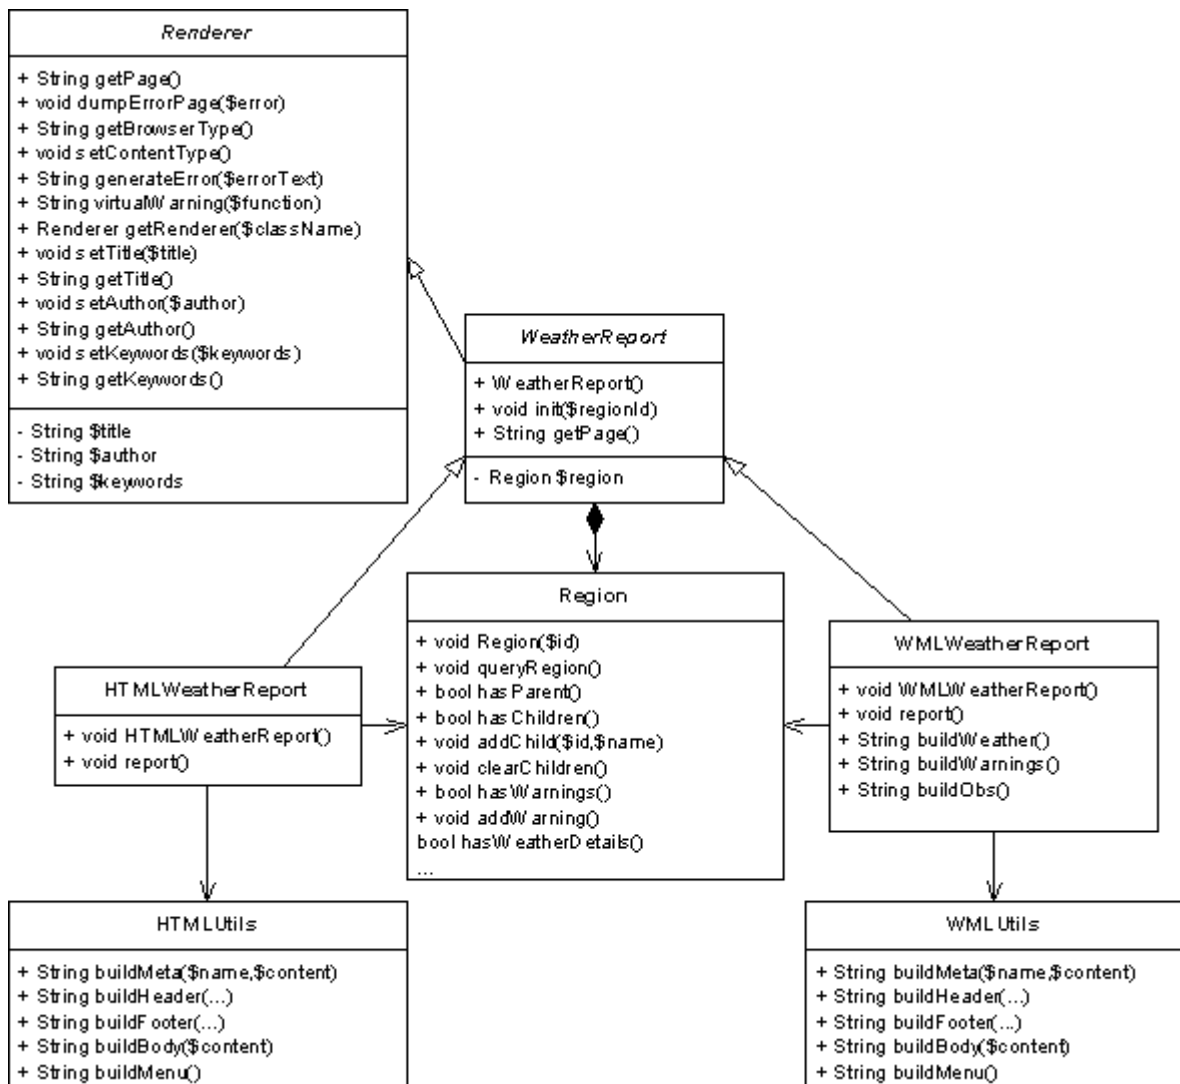 Renderer
+ String getPage()
+ void dumpErrorPage($error)
+ String getBrowserType()
+ void setContentType()
+ String generateError($errorText)
+ String virtualWarning($function)
+ Renderer getRenderer($className)
+ void setTitle($title)
+ String getTitle()
+ void setAuthor($author)
+ String getAuthor()
+ void setKeywords($keywords)
+ String getKeywords()
- String $title
- String $author
- String $keywords
WeatherReport
+ WeatherReport()
+ void init($regionId)
+ String getPage()
- Region $region
Region
+ void Region($id)
+ void queryRegion()
+ bool hasParent()
+ bool hasChildren()
+ void addChild($id,$name)
+ void clearChildren()
+ bool hasWarnings()
+ void addWarning()
bool hasWeatherDetails()
...
HTMLWeatherReport
+ void HTMLWeatherReport()
+ void report()
WMLWeatherReport
+ void WMLWeatherReport()
+ void report()
+ String buildWeather()
+ String buildWarnings()
+ String buildObs()
HTMLUtils
+ String buildMeta($name,$content)
+ String buildHeader(...)
+ String buildFooter(...)
+ String buildBody($content)
+ String buildMenu()
WMLUtils
+ String buildMeta($name,$content)
+ String buildHeader(...)
+ String buildFooter(...)
+ String buildBody($content)
+ String buildMenu()